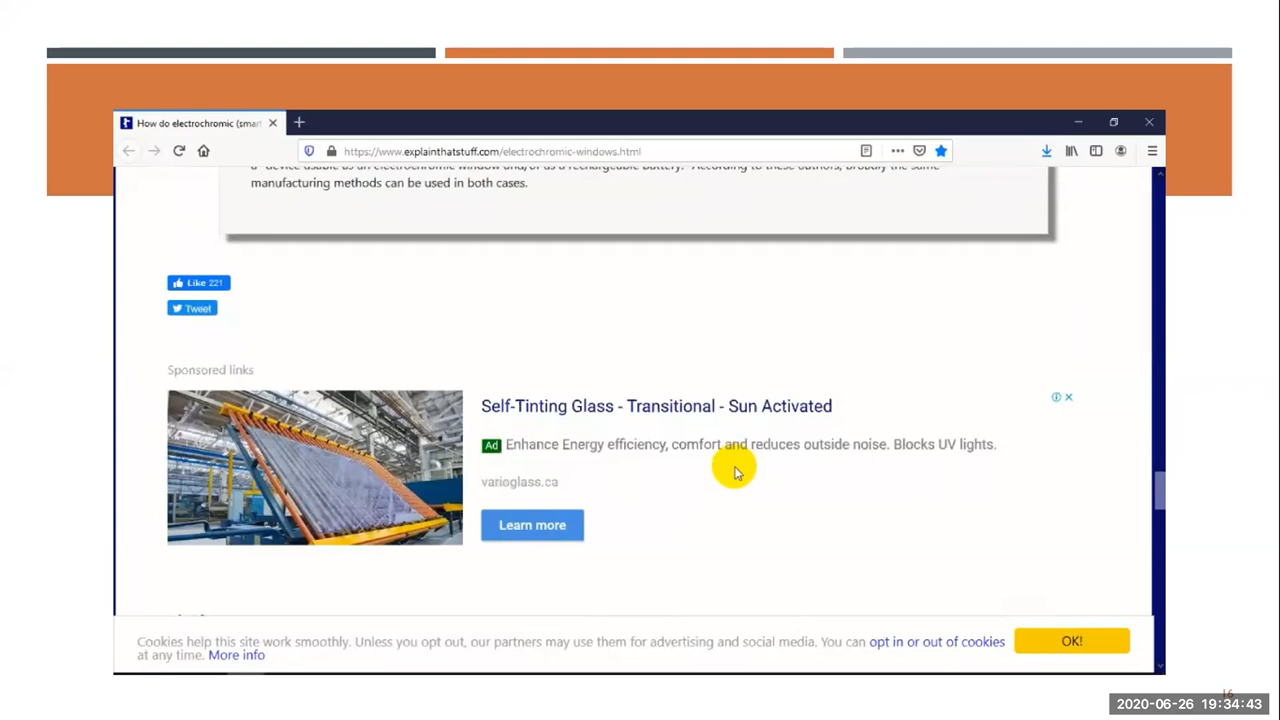 How do electrochromic (smart
https://www.explainthatstuff.com/electrochromic-windows.html
a "device usable as an electrochromic window and/or as a rechargeable battery." According to these authors, broadly the same
manufacturing methods can be used in both cases.
Like 221
Tweet
Sponsored links
Self-Tinting Glass - Transitional - Sun Activated
Ad Enhance Energy efficiency, comfort and reduces outside noise. Blocks UV lights.
varioglass.ca
Learn more
Cookies help this site work smoothly. Unless you opt out, our partners may use them for advertising and social media. You can opt in or out of cookies
at any time. More info
OK!
16
2020-06-26 19:34:43